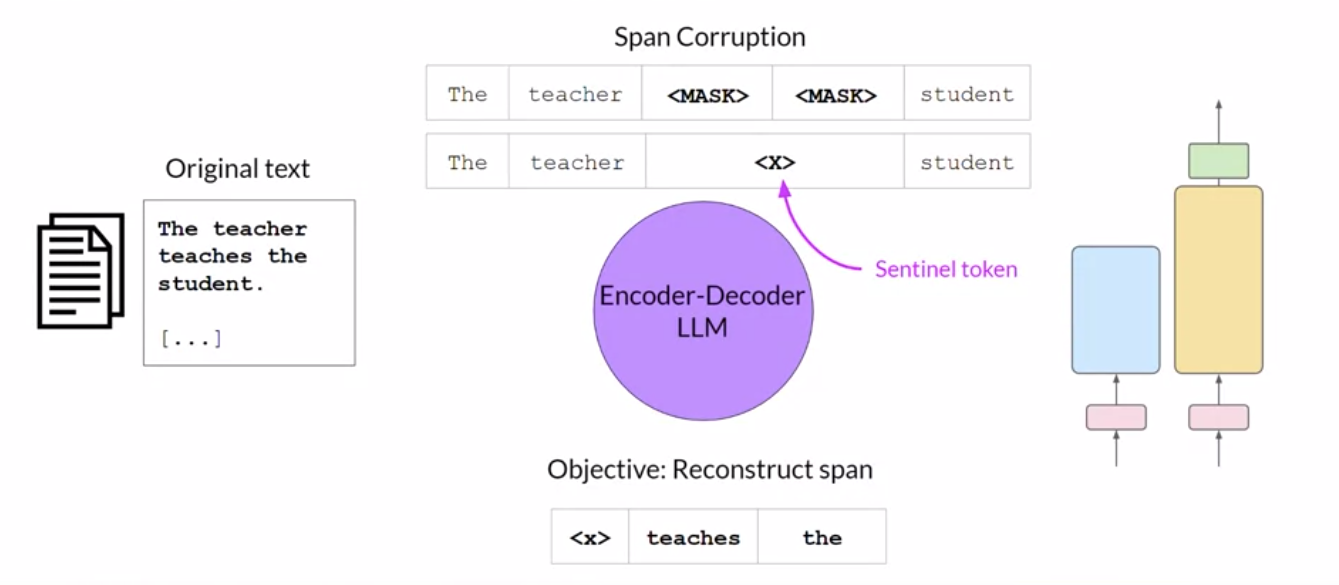 Span Corruption
The teacher <MASK> <MASK> student
The teacher <X> student
Original text
The teacher
teaches the
student.
[...]
Sentinel token
Encoder-Decoder
LLM
Objective: Reconstruct span
<x> teaches the